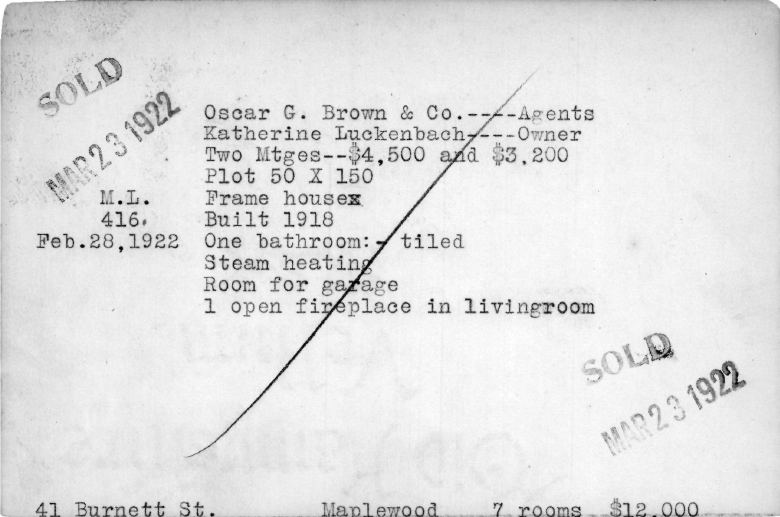 SOLD
MAR 23 1922
Oscar G. Brown & Co.----Agents
Katherine Luckenbach----Owner
Two Mtges--$4,500 and $3,200
Plot 50 X 150
M.L. Frame housex
416. Built 1918
Feb.28,1922 One bathroom:- tiled
Steam heating
Room for garage
1 open fireplace in livingroom
SOLD
MAR 23 1922
41 Burnett St. Maplewood 7 rooms $12,000